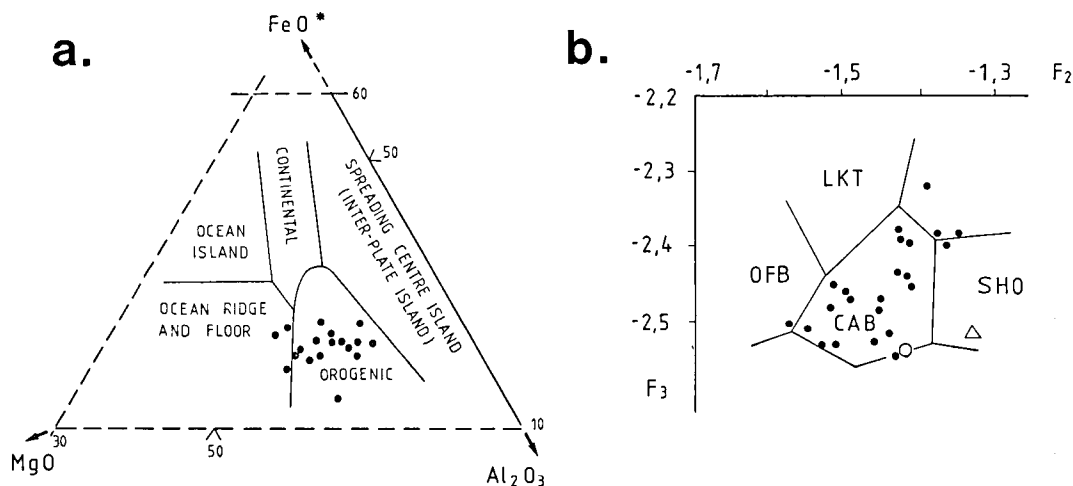 a.
FeO*
60
50
CONTINENTAL
SPREADING CENTRE ISLAND
(INTER-PLATE ISLAND)
OCEAN
ISLAND
OCEAN RIDGE
AND FLOOR
OROGENIC
30
50
10
MgO
Al2O3
b.
-1,7
-1,5
-1,3
F2
-2,2
-2,3
-2,4
-2,5
F3
LKT
OFB
CAB
SHO